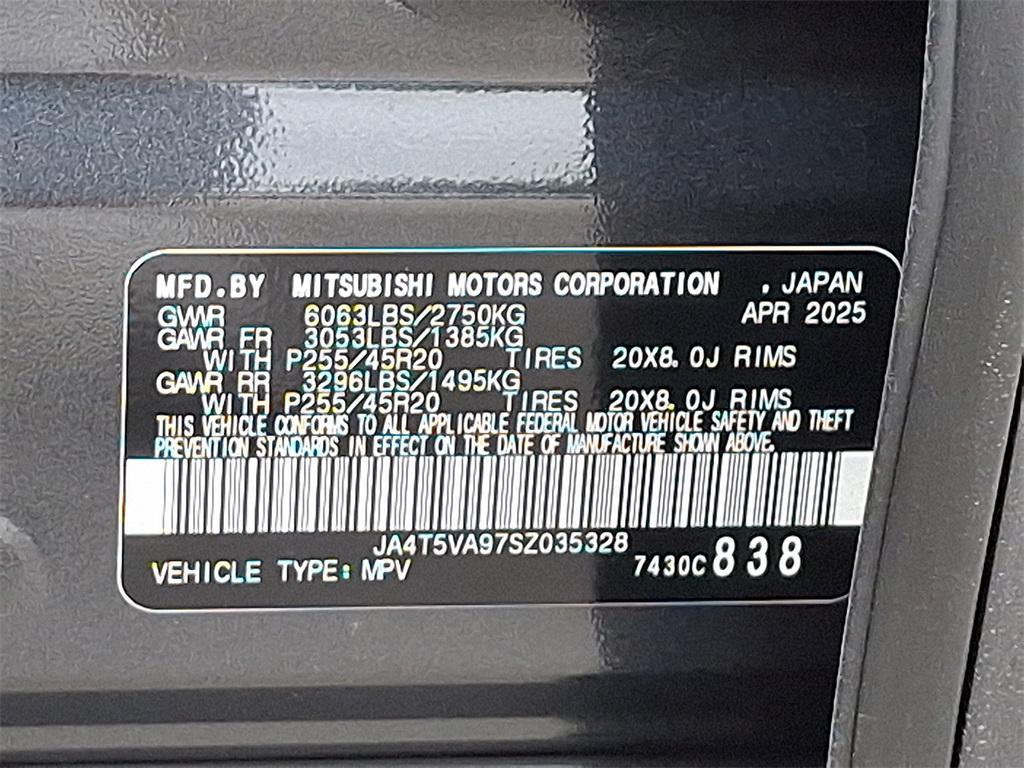 MFD.BY MITSUBISHI MOTORS CORPORATION . JAPAN
GVWR 6063LBS/2750KG APR 2025
GAWR FR 3053LBS/1385KG
WITH P255/45R20 TIRES 20X8.0J RIMS
GAWR RR 3296LBS/1495KG
WITH P255/45R20 TIRES 20X8.0J RIMS
THIS VEHICLE CONFORMS TO ALL APPLICABLE FEDERAL MOTOR VEHICLE SAFETY AND THEFT
PREVENTION STANDARDS IN EFFECT ON THE DATE OF MANUFACTURE SHOWN ABOVE.
JA4T5VA97SZ035328
VEHICLE TYPE: MPV 7430C 838